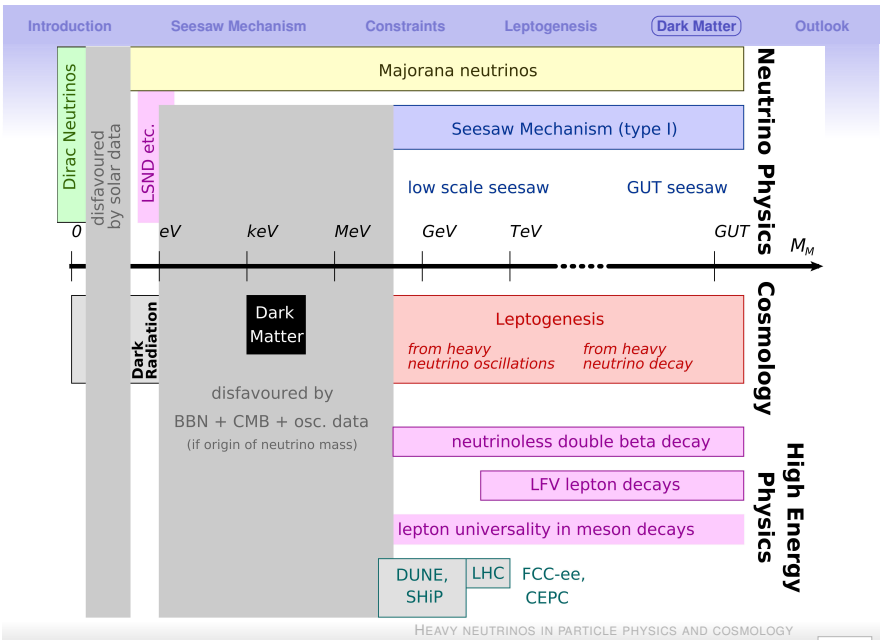 Introduction
Seesaw Mechanism
Constraints
Leptogenesis
Dark Matter
Outlook
Dirac Neutrinos
disfavoured
by solar data
Majorana neutrinos
LSND etc.
Seesaw Mechanism (type I)
low scale seesaw
GUT seesaw
Neutrino Physics
0
eV
keV
MeV
GeV
TeV
GUT
M_M
Dark
Radiation
Dark
Matter
Leptogenesis
from heavy
neutrino oscillations
from heavy
neutrino decay
Cosmology
disfavoured by
BBN + CMB + osc. data
(if origin of neutrino mass)
neutrinoless double beta decay
LFV lepton decays
lepton universality in meson decays
High Energy
Physics
DUNE,
SHiP
LHC
FCC-ee,
CEPC
HEAVY NEUTRINOS IN PARTICLE PHYSICS AND COSMOLOGY